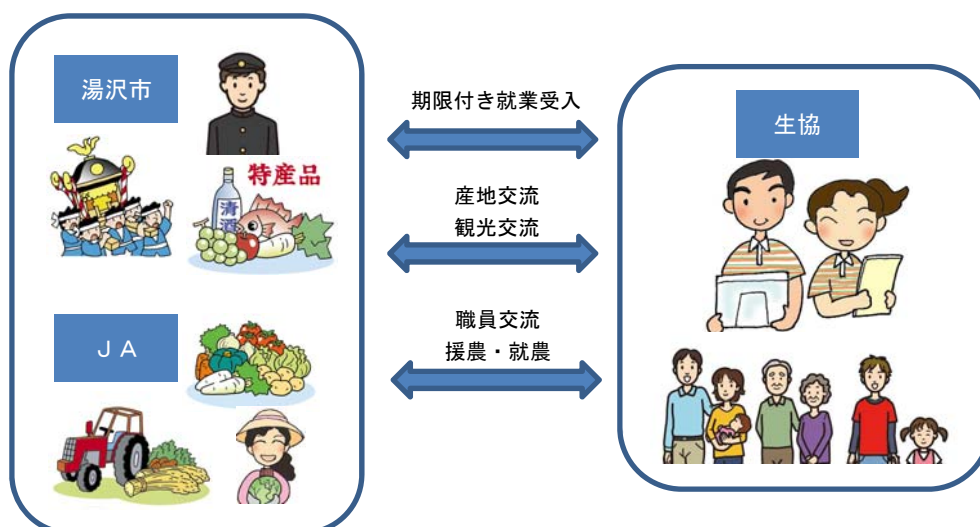 湯沢市
特産品
清酒
ＪＡ
期限付き就業受入
産地交流
観光交流
職員交流
援農・就農
生協